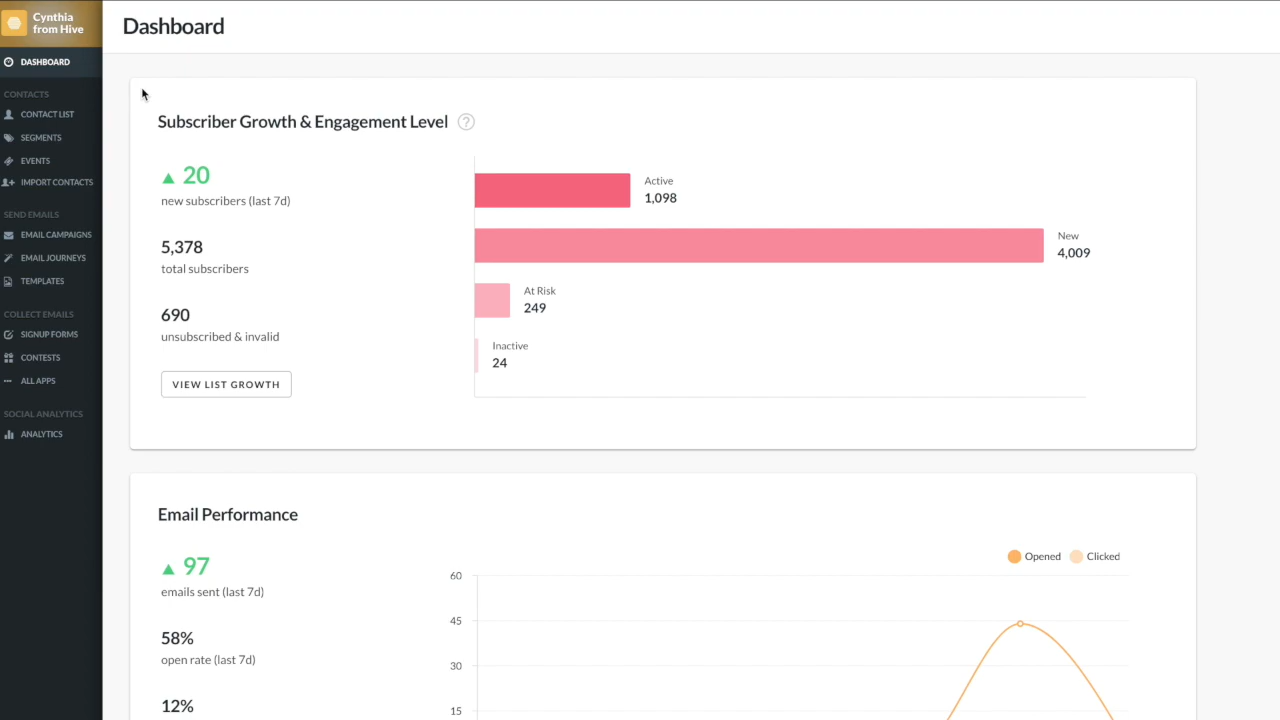 Cynthia
from Hive
Dashboard
DASHBOARD
CONTACTS
CONTACT LIST
SEGMENTS
EVENTS
IMPORT CONTACTS
SEND EMAILS
EMAIL CAMPAIGNS
EMAIL JOURNEYS
TEMPLATES
COLLECT EMAILS
SIGNUP FORMS
CONTESTS
ALL APPS
SOCIAL ANALYTICS
ANALYTICS
Subscriber Growth & Engagement Level ?
20
new subscribers (last 7d)
5,378
total subscribers
690
unsubscribed & invalid
VIEW LIST GROWTH
Active
1,098
New
4,009
At Risk
249
Inactive
24
Email Performance
97
emails sent (last 7d)
58%
open rate (last 7d)
12%
Opened Clicked
60
45
30
15